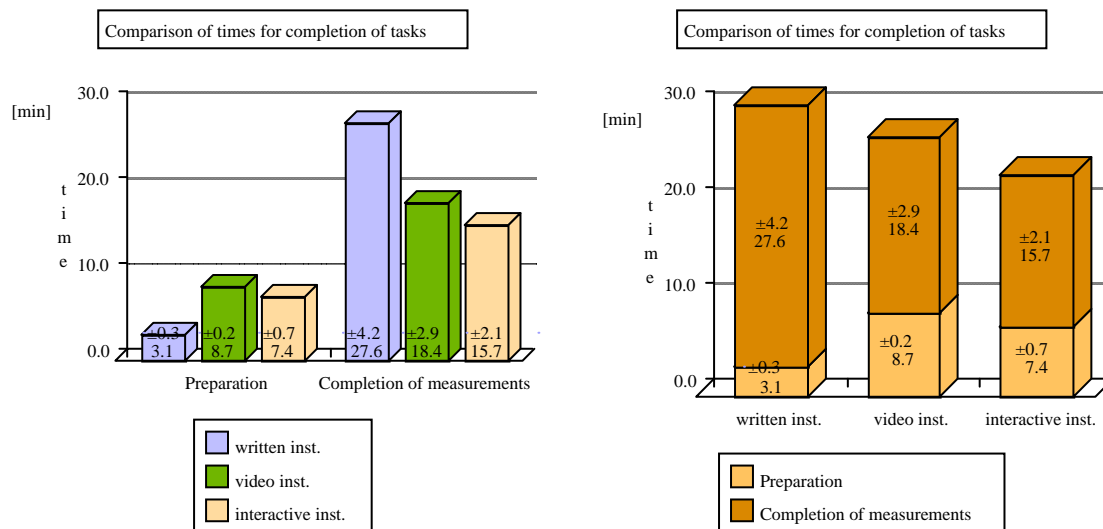 Comparison of times for completion of tasks
[min]
30.0
20.0
10.0
0.0
time
±0.3
3.1
±0.2
8.7
±0.7
7.4
±4.2
27.6
±2.9
18.4
±2.1
15.7
Preparation
Completion of measurements
written inst.
video inst.
interactive inst.
Comparison of times for completion of tasks
[min]
30.0
20.0
10.0
0.0
time
±4.2
27.6
±2.9
18.4
±2.1
15.7
±0.3
3.1
±0.2
8.7
±0.7
7.4
written inst.
video inst.
interactive inst.
Preparation
Completion of measurements